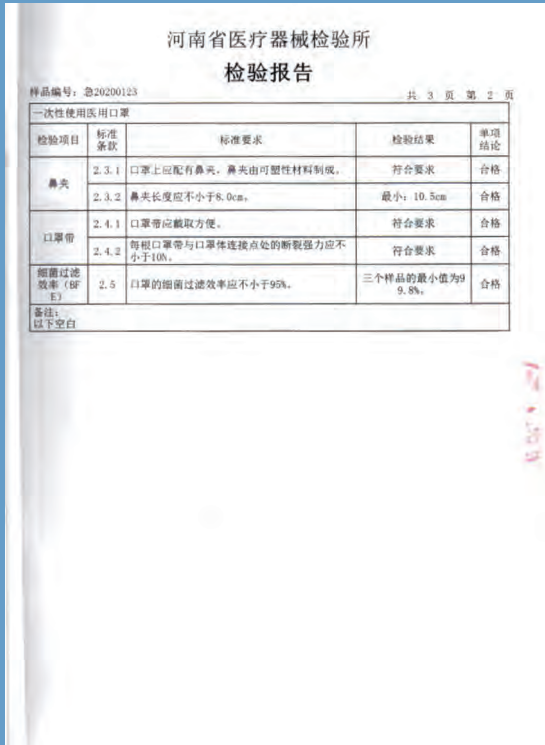 河南省医疗器械检验所
检验报告
样品编号：急20200123
共 3 页 第 2 页
一次性使用医用口罩
检验项目 标准条款 标准要求 检验结果 单项结论
鼻夹 2.3.1 口罩上应配有鼻夹，鼻夹由可塑性材料制成。 符合要求 合格
2.3.2 鼻夹长度应不小于8.0cm。 最小：10.5cm 合格
口罩带 2.4.1 口罩带应戴取方便。 符合要求 合格
2.4.2 每根口罩带与口罩体连接点处的断裂强力应不
小于10N。 符合要求 合格
细菌过滤
效率（BF
E） 2.5 口罩的细菌过滤效率应不小于95%。 三个样品的最小值为9
9.8%。 合格
备注：
以下空白